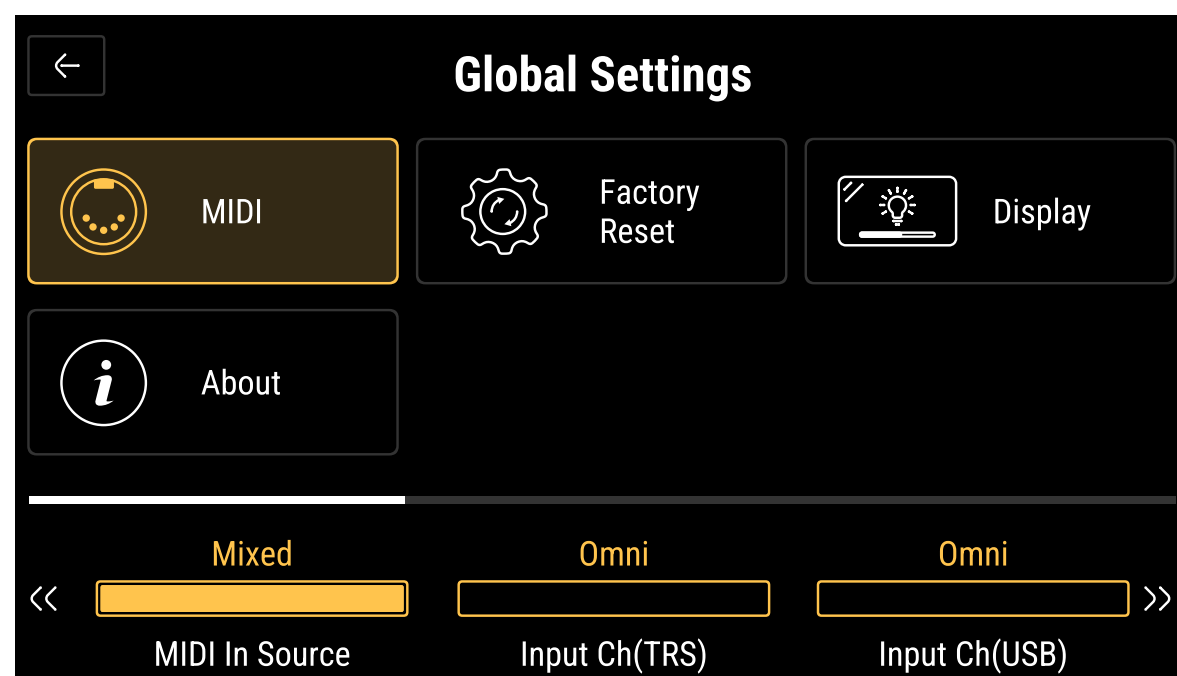 Global Settings
MIDI
Factory
Reset
Display
i
About
Mixed
Omni
Omni
MIDI In Source
Input Ch(TRS)
Input Ch(USB)